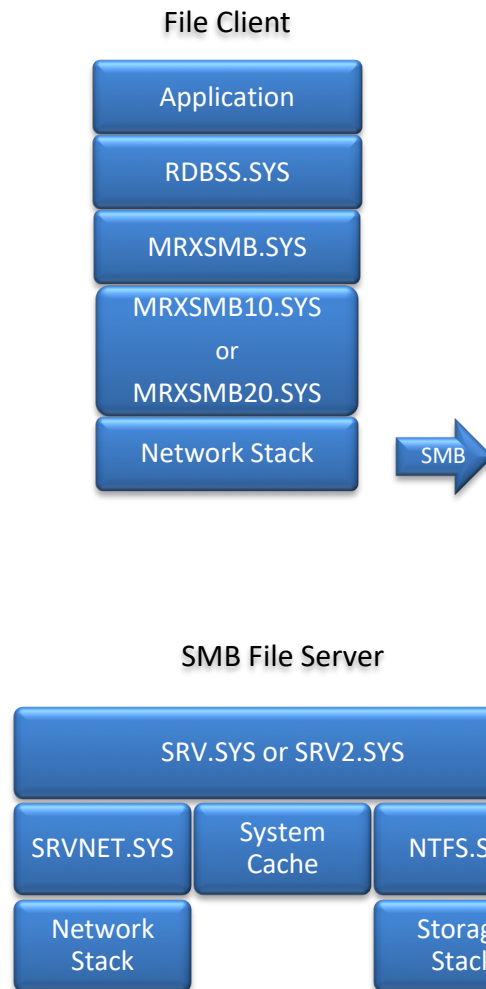 File Client
Application
RDBSS.SYS
MRXSMB.SYS
MRXSMB10.SYS
or
MRXSMB20.SYS
Network Stack
SMB
SMB File Server
SRV.SYS or SRV2.SYS
SRVNET.SYS
System
Cache
Network
Stack